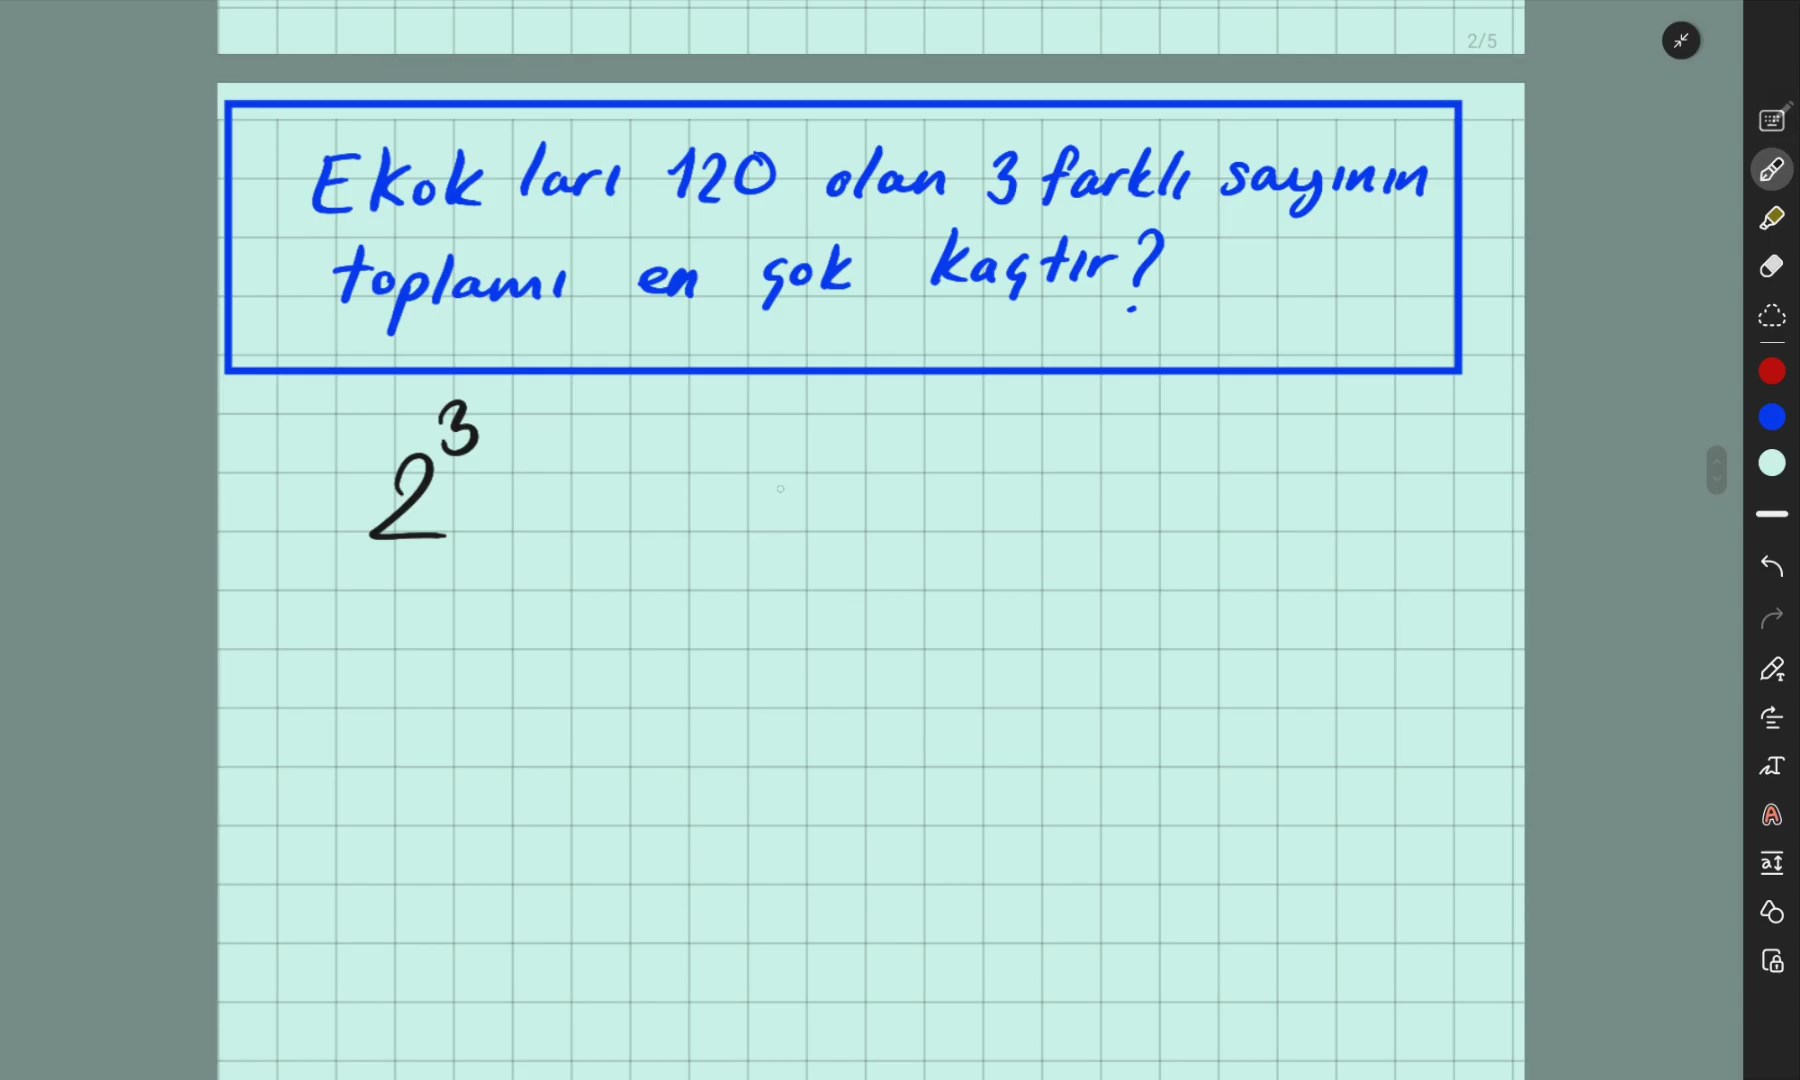 2/5
Ekok ları 120 olan 3 farklı sayının
toplamı en çok kaçtır?
2³